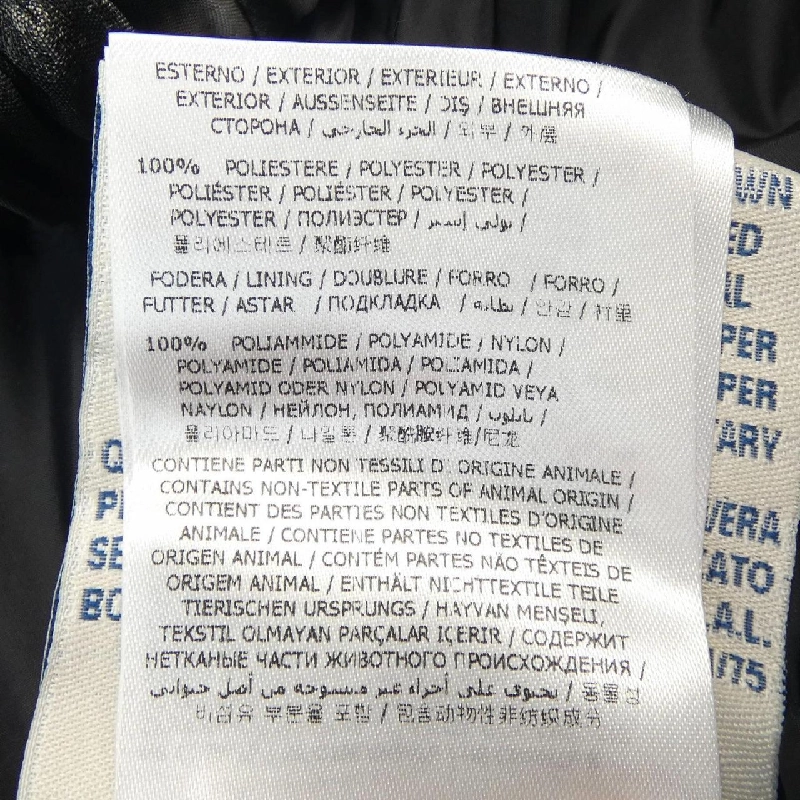 ESTERNO / EXTERIOR / EXTERIEUR / EXTERNO /
EXTERIOR / AUSSENSEITE / DIŞ / ВНЕШНЯЯ
СТОРОНА / الجزء الخارجي / 외부 / 外层
100% POLIESTERE / POLYESTER / POLYESTER /
POLIÉSTER / POLIÉSTER / POLYESTER /
POLYESTER / ПОЛИЭСТЕР / بولي إستر /
폴리에스테르 / 聚酯纤维
FODERA / LINING / DOUBLURE / FORRO / FORRO /
FUTTER / ASTAR / ПОДКЛАДКА / بطانة / 안감 / 衬里
100% POLIAMMIDE / POLYAMIDE / NYLON /
POLYAMIDE / POLIAMIDA / POLIAMIDA /
POLYAMID ODER NYLON / POLYAMID VEYA
NAYLON / НЕЙЛОН, ПОЛИАМИД / نايلون /
폴리아마드 / 나일론 / 聚酰胺纤维/尼龙
CONTIENE PARTI NON TESSILI DI ORIGINE ANIMALE /
CONTAINS NON-TEXTILE PARTS OF ANIMAL ORIGIN /
CONTIENT DES PARTIES NON TEXTILES D'ORIGINE
ANIMALE / CONTIENE PARTES NO TEXTILES DE
ORIGEN ANIMAL / CONTÉM PARTES NÃO TÊXTEIS DE
ORIGEM ANIMAL / ENTHÄLT NICHTTEXTILE TEILE
TIERISCHEN URSPRUNGS / HAYVAN MENŞELİ,
TEKSTIL OLMAYAN PARÇALAR İÇERİR / СОДЕРЖИТ
НЕТКАНЫЕ ЧАСТИ ЖИВОТНОГО ПРОИСХОЖДЕНИЯ /
يحتوي على أجزاء غير منسوجة من أصل حيواني / 동물성
비섬유 부분을 포함 / 包含动物性非纺织成分
WN
ED
AL
PER
PER
ARY
VERA
CATO
.A.L.
1/75
Q
PI
SE
BO